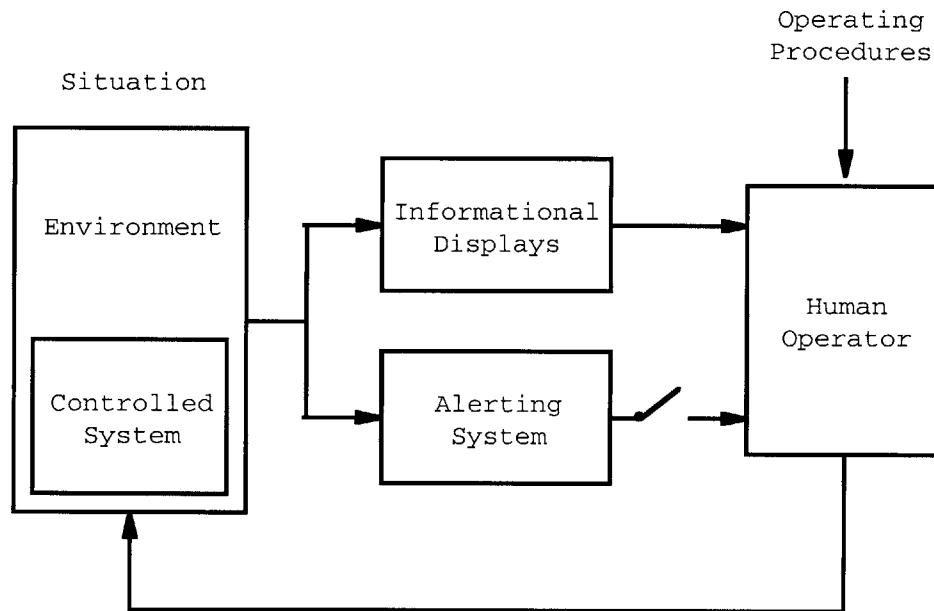 Operating
Procedures
Situation
Environment
Informational
Displays
Human
Operator
Controlled
System
Alerting
System